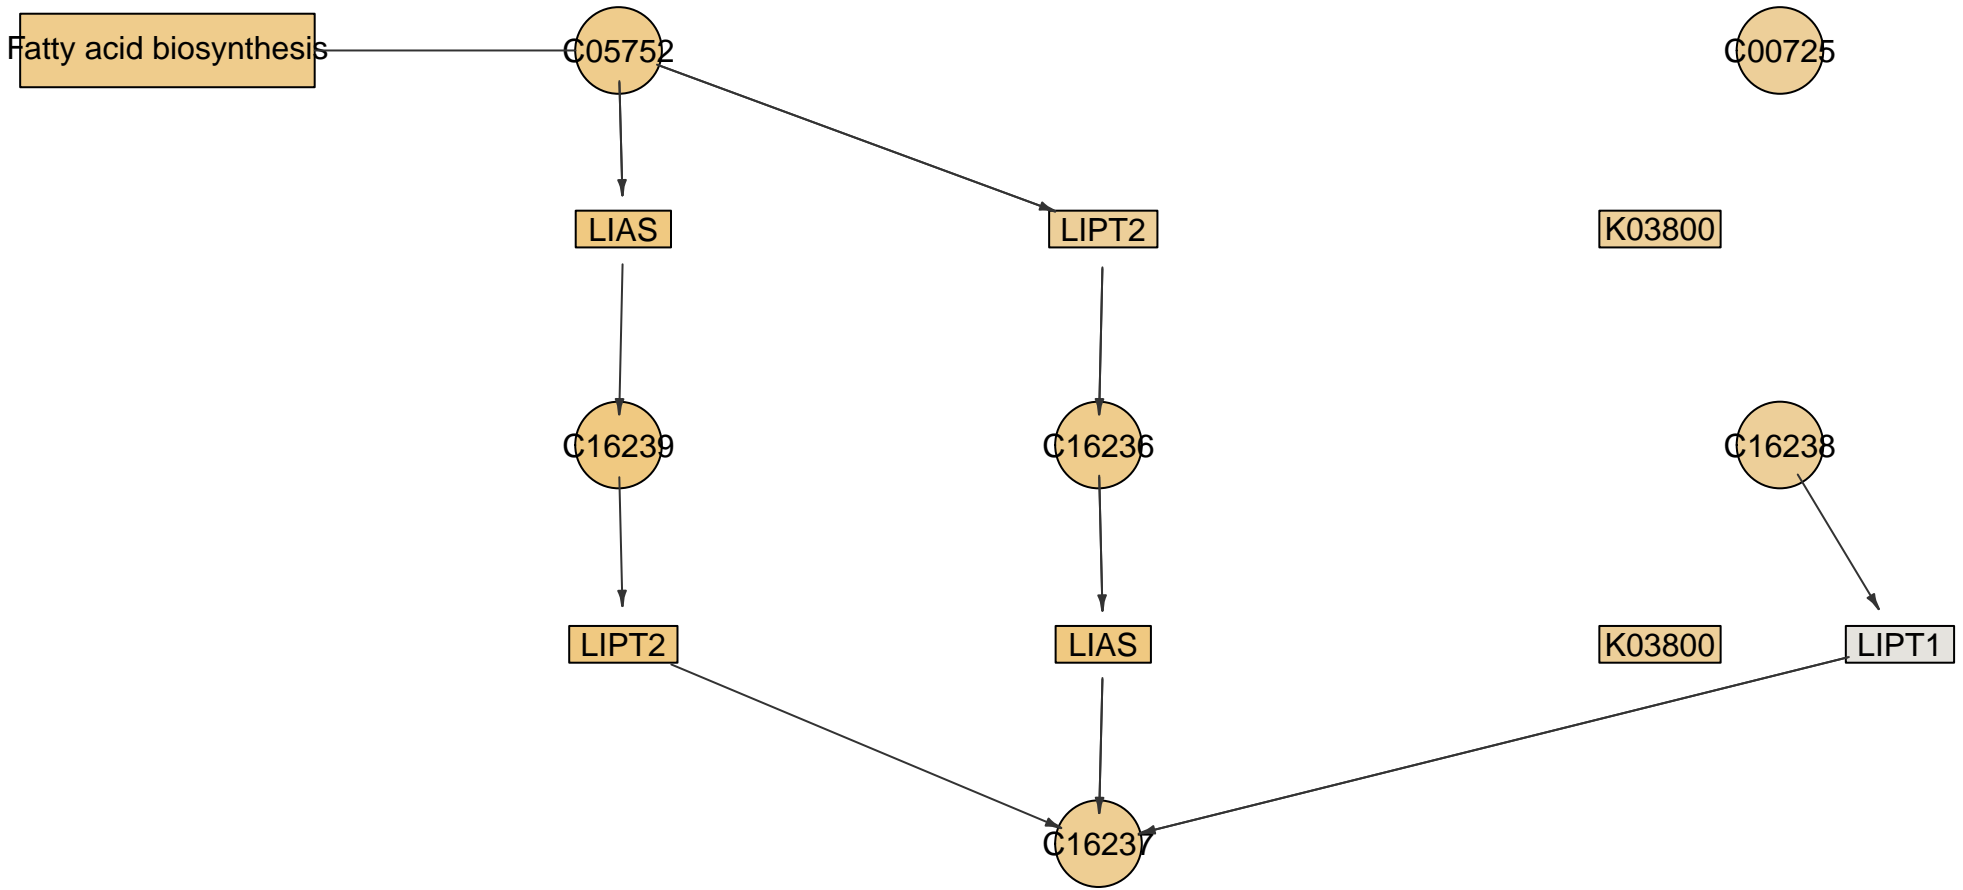 Fatty acid biosynthesis
C05752
C00725
LIAS
LIPT2
K03800
C16239
C16236
C16238
LIPT2
LIAS
K03800
LIPT1
C16237